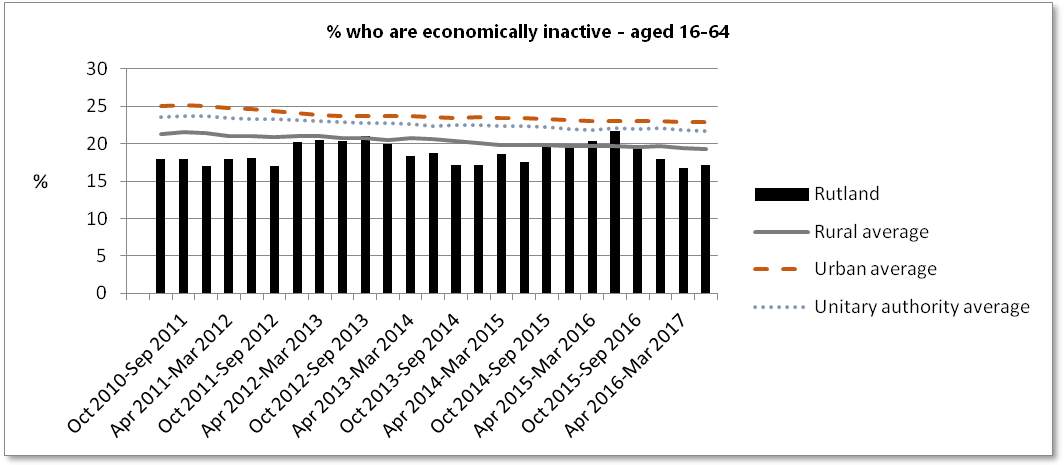 % who are economically inactive - aged 16-64
30
25
20
15
10
5
0
%
Oct 2010-Sep 2011
Apr 2011-Mar 2012
Oct 2011-Sep 2012
Apr 2012-Mar 2013
Oct 2012-Sep 2013
Apr 2013-Mar 2014
Oct 2013-Sep 2014
Apr 2014-Mar 2015
Oct 2014-Sep 2015
Apr 2015-Mar 2016
Oct 2015-Sep 2016
Apr 2016-Mar 2017
Rutland
Rural average
Urban average
Unitary authority average